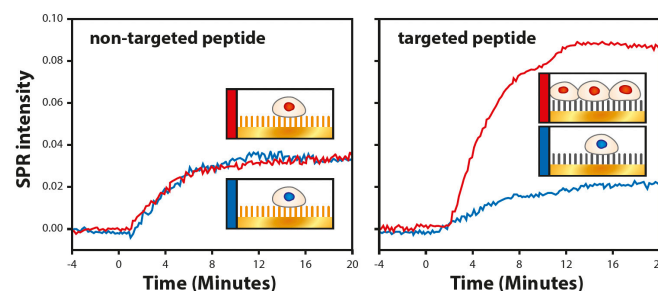 non-targeted peptide
targeted peptide
SPR intensity
0.10
0.08
0.06
0.04
0.02
0.00
-4 0 4 8 12 16 20
-4 0 4 8 12 16 20
Time (Minutes)
Time (Minutes)